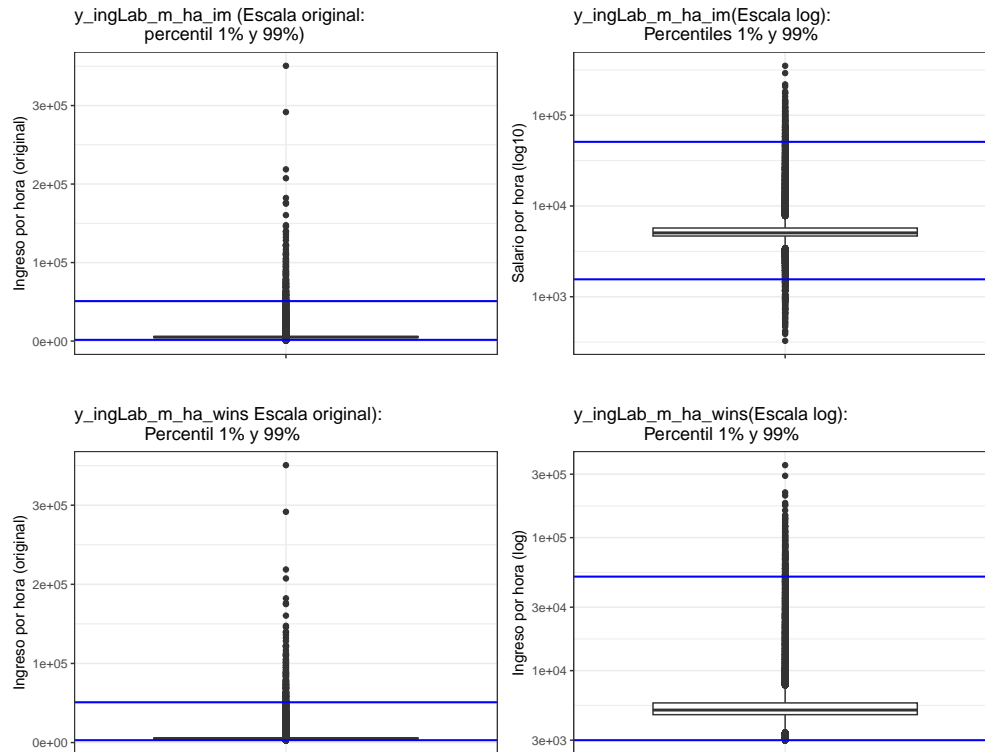 y_ingLab_m_ha_im (Escala original:
percentil 1% y 99%)
Ingreso por hora (original)
3e+05
2e+05
1e+05
0e+00
y_ingLab_m_ha_im(Escala log):
Percentiles 1% y 99%
Salario por hora (log10)
1e+05
1e+04
1e+03
y_ingLab_m_ha_wins Escala original):
Percentil 1% y 99%
Ingreso por hora (original)
3e+05
2e+05
1e+05
0e+00
y_ingLab_m_ha_wins(Escala log):
Percentil 1% y 99%
Ingreso por hora (log)
3e+05
1e+05
3e+04
1e+04
3e+03